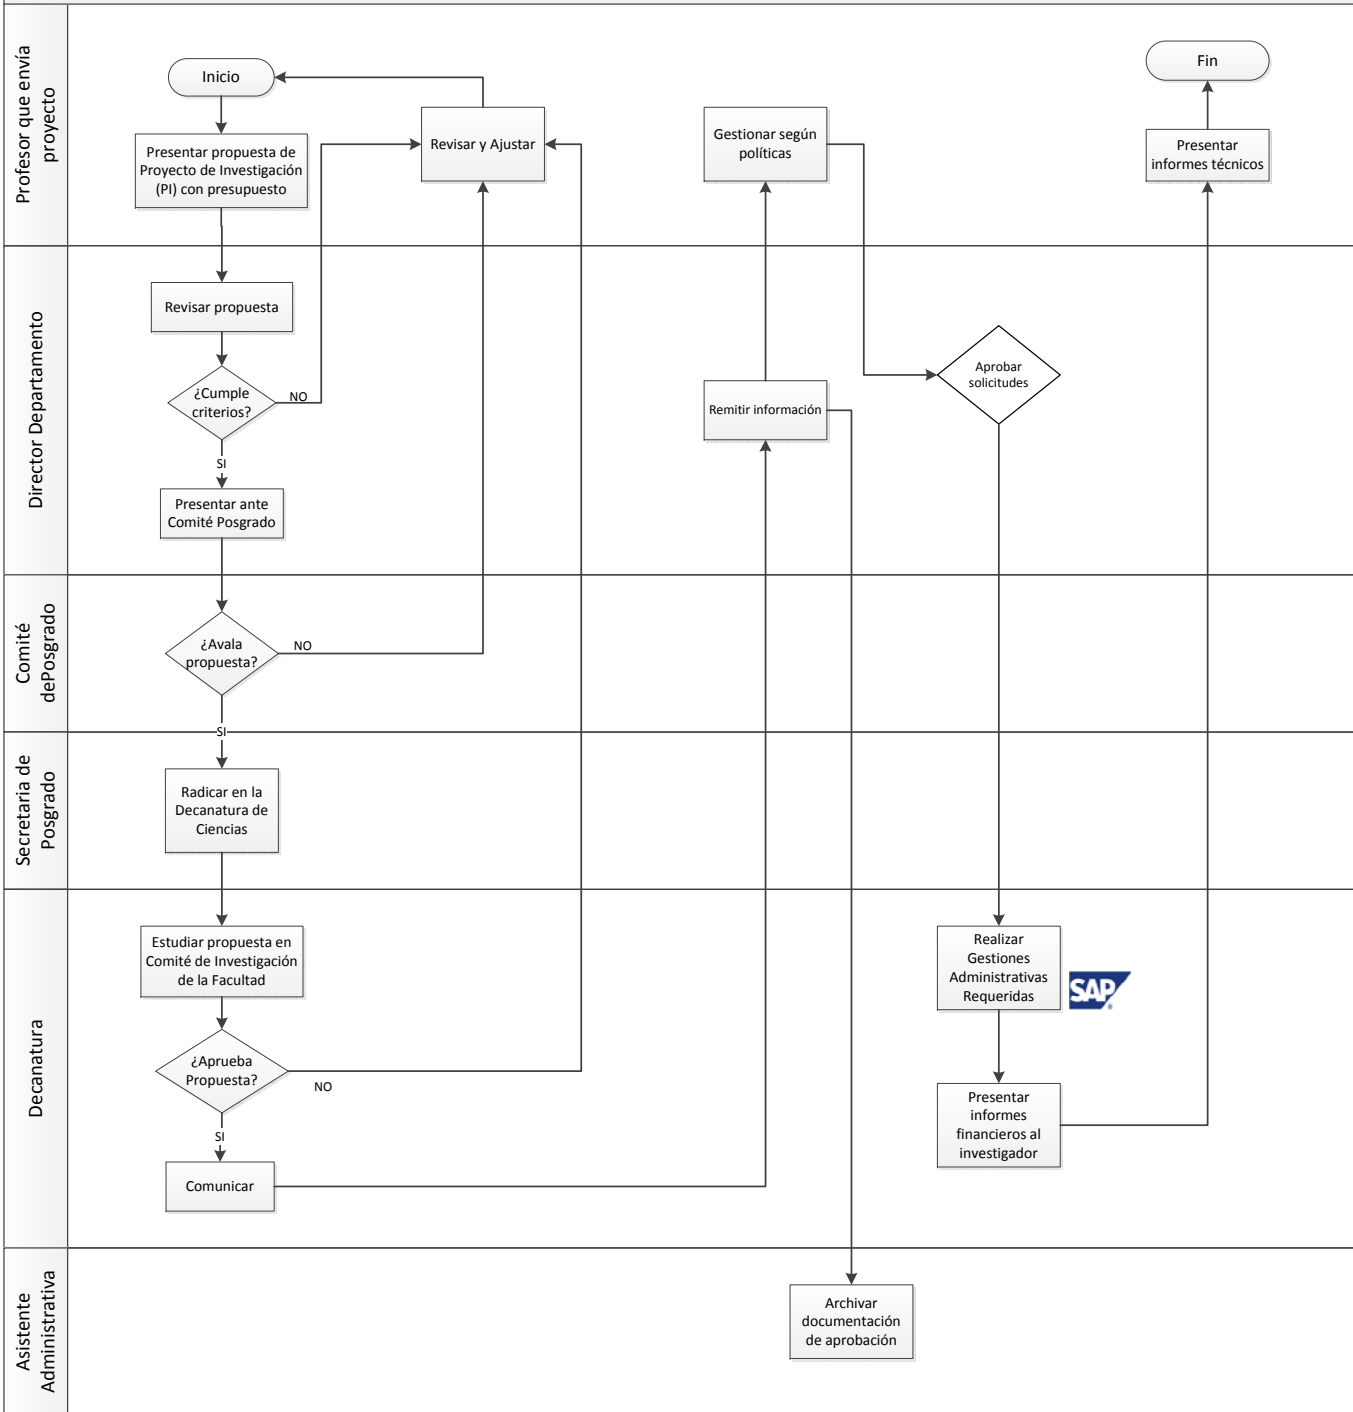 Profesor que envía
proyecto
Inicio
Presentar propuesta de
Proyecto de Investigación
(PI) con presupuesto
Revisar y Ajustar
Gestionar según
políticas
Fin
Presentar
informes técnicos
Director Departamento
Revisar propuesta
¿Cumple
criterios?
NO
SI
Presentar ante
Comité Posgrado
Remitir información
Aprobar
solicitudes
Comité
dePosgrado
¿Avala
propuesta?
NO
SI
Secretaria de
Posgrado
Radicar en la
Decanatura de
Ciencias
Decanatura
Estudiar propuesta en
Comité de Investigación
de la Facultad
¿Aprueba
Propuesta?
NO
SI
Comunicar
Realizar
Gestiones
Administrativas
Requeridas
SAP
Presentar
informes
financieros al
investigador
Asistente
Administrativa
Archivar
documentación
de aprobación